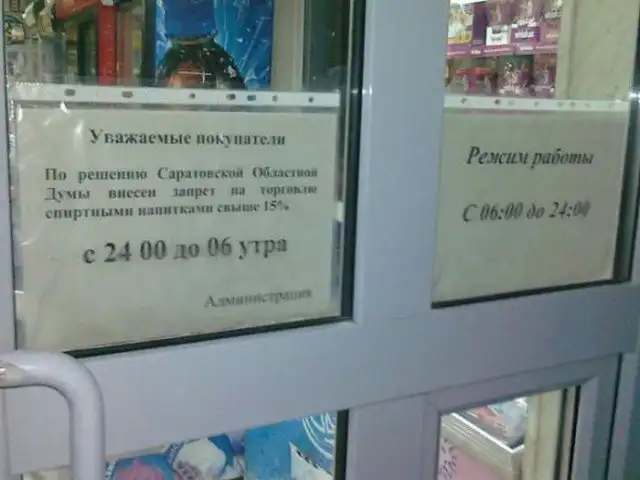 Уважаемые покупатели
По решению Саратовской Областной
Думы внесен запрет на торговлю
спиртными напитками свыше 15%
с 24 00 до 06 утра
Администрация
Режим работы
С 06:00 до 24:00